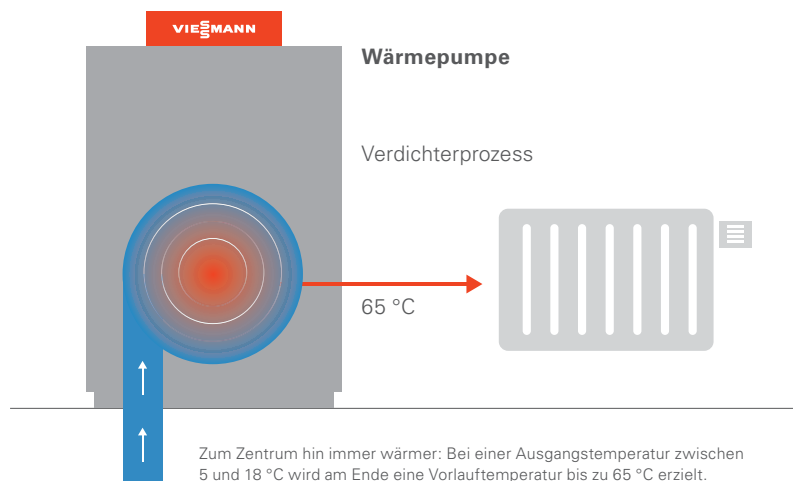 VIESSMANN
Wärmepumpe
Verdichterprozess
65 °C
Zum Zentrum hin immer wärmer: Bei einer Ausgangstemperatur zwischen
5 und 18 °C wird am Ende eine Vorlauftemperatur bis zu 65 °C erzielt.